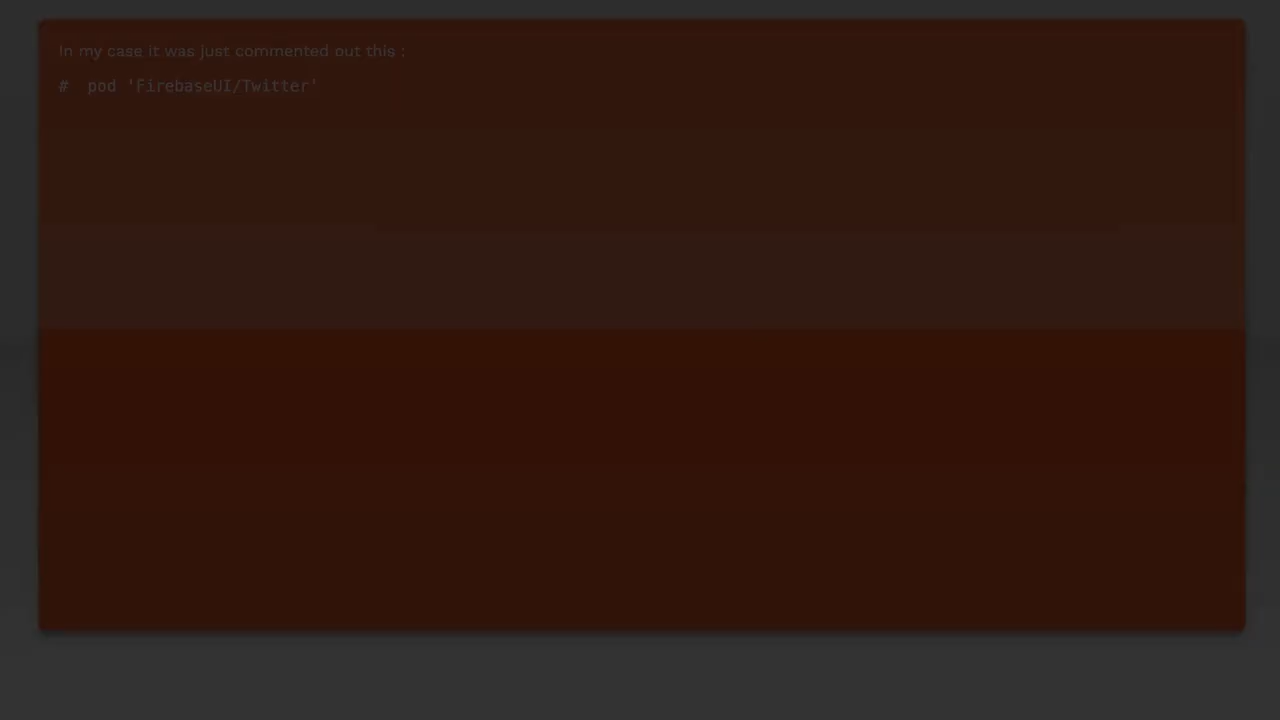 In my case it was just commented out this :
#  pod 'FirebaseUI/Twitter'